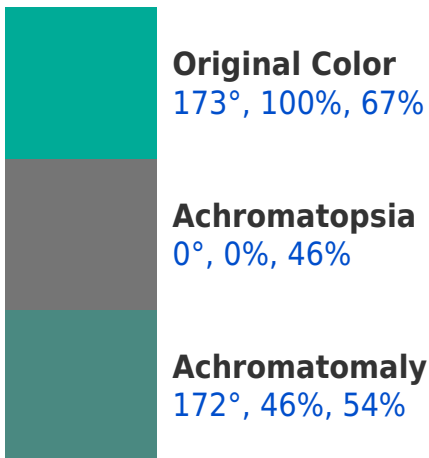 Original Color
173°, 100%, 67%
Achromatopsia
0°, 0%, 46%
Achromatomaly
172°, 46%, 54%